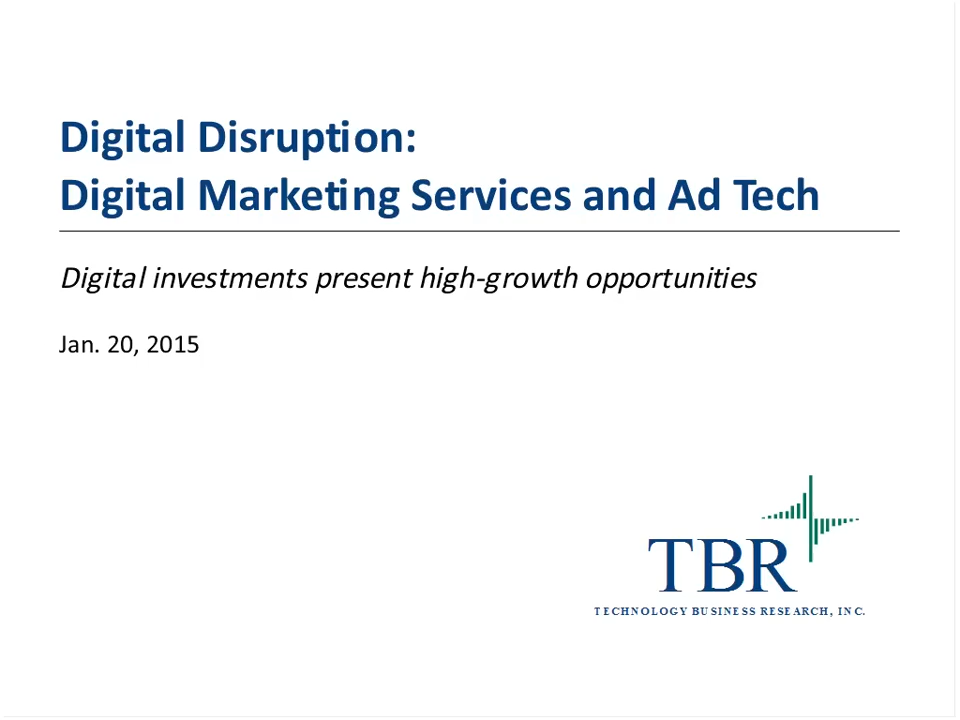 Digital Disruption:
Digital Marketing Services and Ad Tech
Digital investments present high-growth opportunities
Jan. 20, 2015
TBR
TECHNOLOGY BUSINESS RESEARCH, INC.